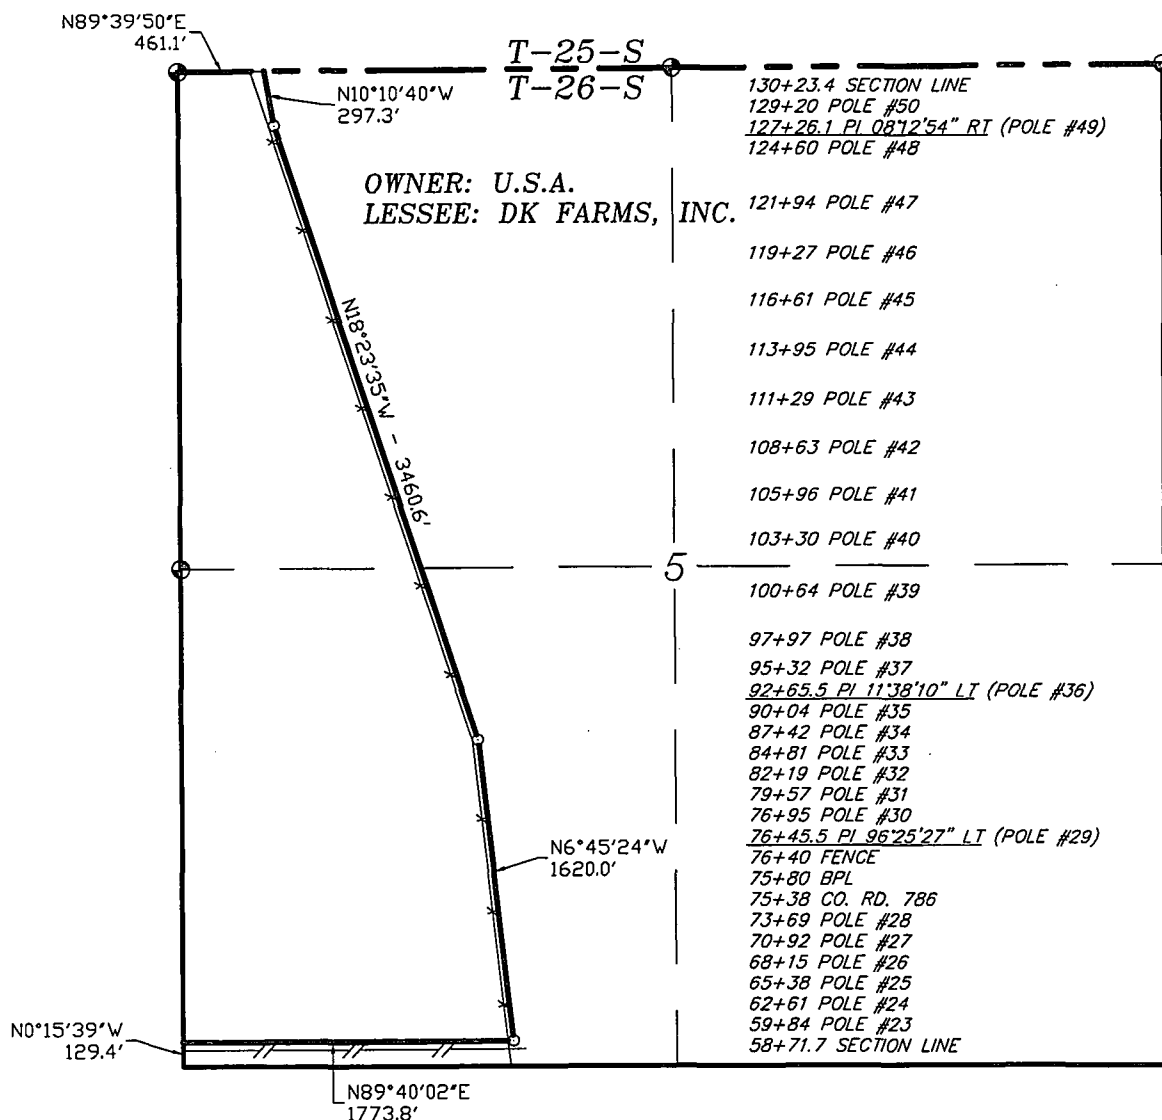 N89°39'50"E
461.1'
T-25-S
T-26-S
N10°10'40"W
297.3'
OWNER: U.S.A.
LESSEE: DK FARMS, INC.
N18°23'35"W - 3460.6'
5
N6°45'24"W
1620.0'
N0°15'39"W
129.4'
N89°40'02"E
1773.8'
130+23.4 SECTION LINE
129+20 POLE #50
127+26.1 PI 08°12'54" RT (POLE #49)
124+60 POLE #48
121+94 POLE #47
119+27 POLE #46
116+61 POLE #45
113+95 POLE #44
111+29 POLE #43
108+63 POLE #42
105+96 POLE #41
103+30 POLE #40
100+64 POLE #39
97+97 POLE #38
95+32 POLE #37
92+65.5 PI 11°38'10" LT (POLE #36)
90+04 POLE #35
87+42 POLE #34
84+81 POLE #33
82+19 POLE #32
79+57 POLE #31
76+95 POLE #30
76+45.5 PI 96°25'27" LT (POLE #29)
76+40 FENCE
75+80 BPL
75+38 CO. RD. 786
73+69 POLE #28
70+92 POLE #27
68+15 POLE #26
65+38 POLE #25
62+61 POLE #24
59+84 POLE #23
58+71.7 SECTION LINE